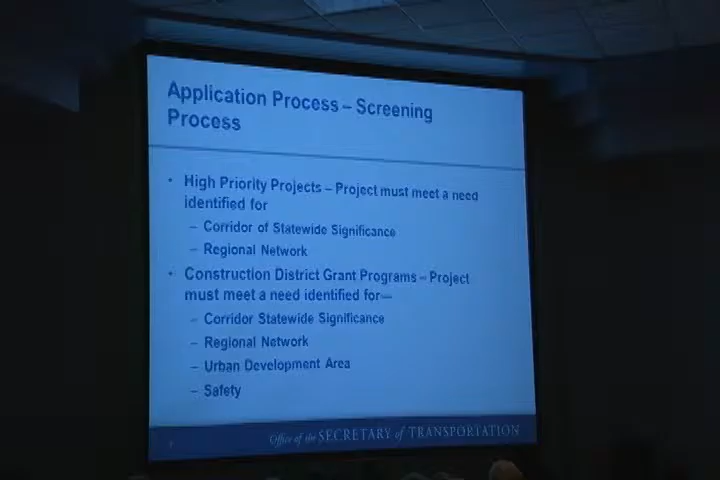 Application Process – Screening
Process
• High Priority Projects – Project must meet a need
identified for
– Corridor of Statewide Significance
– Regional Network
• Construction District Grant Programs – Project
must meet a need identified for—
– Corridor Statewide Significance
– Regional Network
– Urban Development Area
– Safety
Office of the SECRETARY of TRANSPORTATION